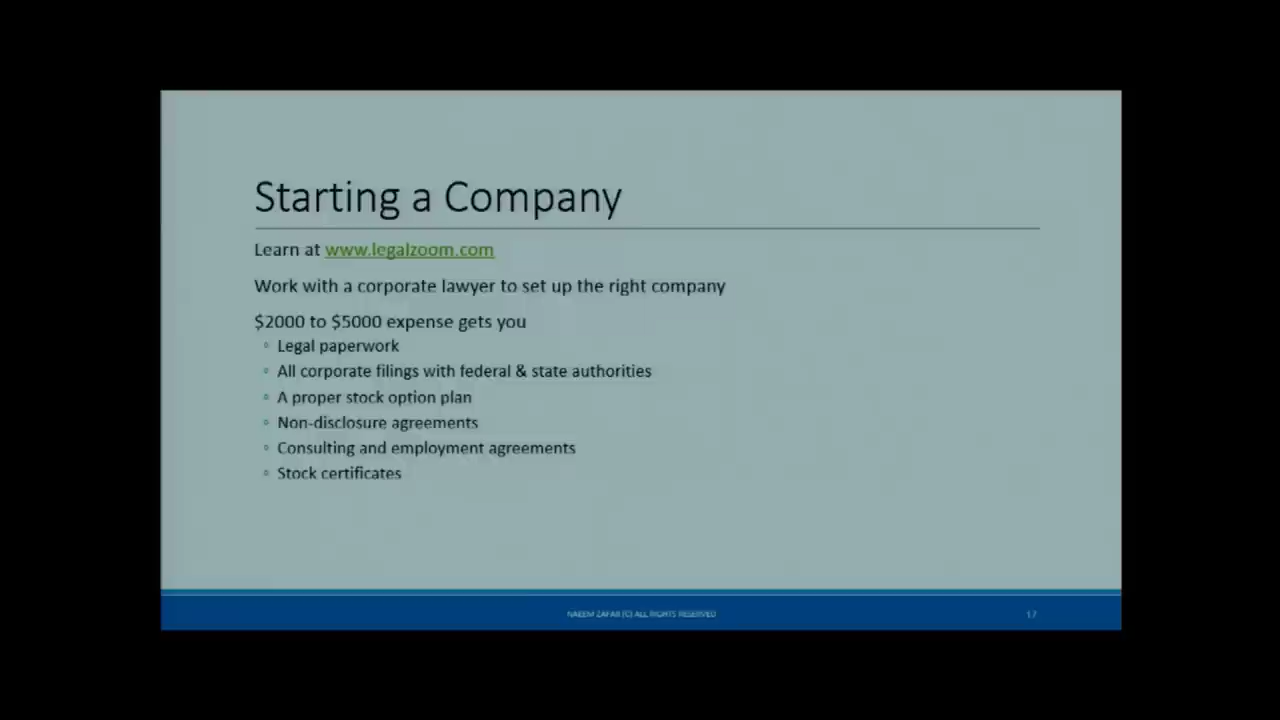 Starting a Company
Learn at www.legalzoom.com
Work with a corporate lawyer to set up the right company
$2000 to $5000 expense gets you
◦ Legal paperwork
◦ All corporate filings with federal & state authorities
◦ A proper stock option plan
◦ Non-disclosure agreements
◦ Consulting and employment agreements
◦ Stock certificates
NAEEM ZAFAR (C) ALL RIGHTS RESERVED
17